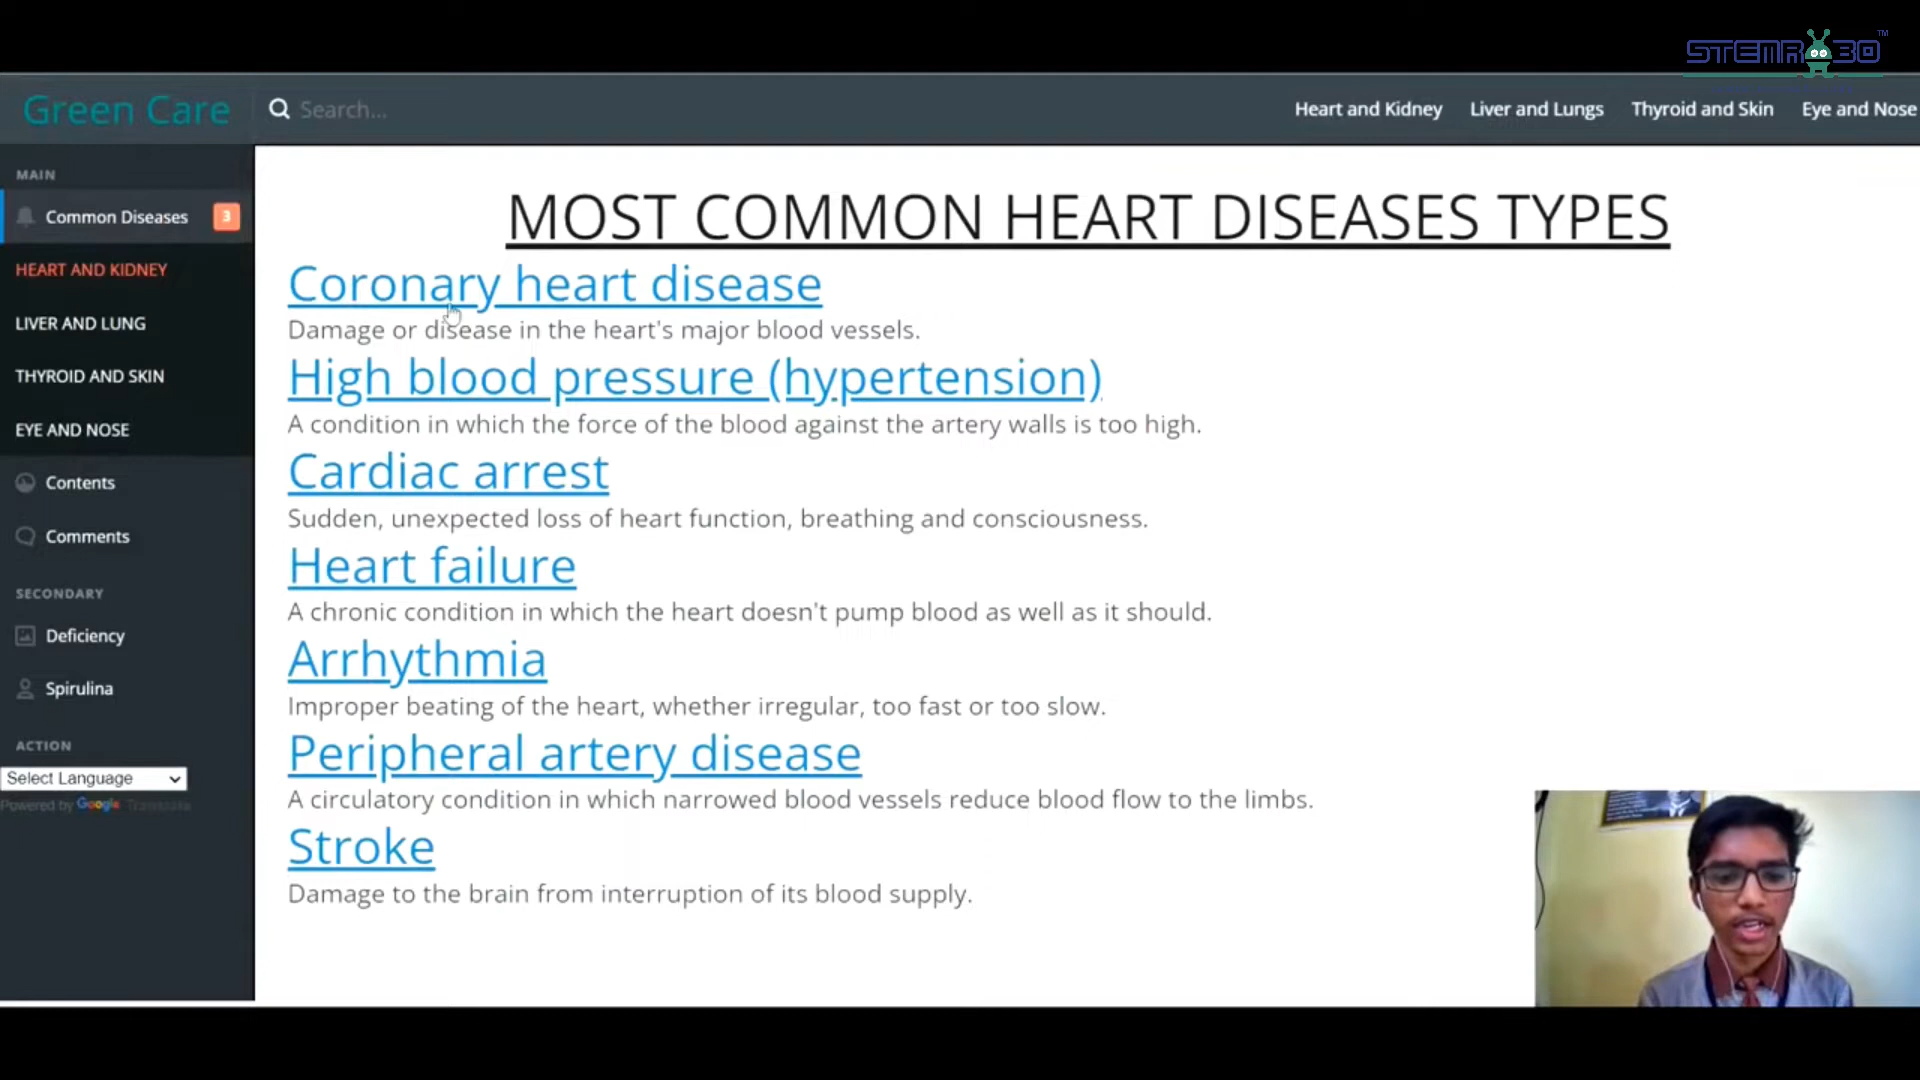 STEMROBO™
Green Care
Search...
Heart and Kidney
Liver and Lungs
Thyroid and Skin
Eye and Nose
MAIN
Common Diseases 3
HEART AND KIDNEY
LIVER AND LUNG
THYROID AND SKIN
EYE AND NOSE
Contents
Comments
SECONDARY
Deficiency
Spirulina
ACTION
Select Language
Powered by Google Translate
MOST COMMON HEART DISEASES TYPES
Coronary heart disease
Damage or disease in the heart's major blood vessels.
High blood pressure (hypertension)
A condition in which the force of the blood against the artery walls is too high.
Cardiac arrest
Sudden, unexpected loss of heart function, breathing and consciousness.
Heart failure
A chronic condition in which the heart doesn't pump blood as well as it should.
Arrhythmia
Improper beating of the heart, whether irregular, too fast or too slow.
Peripheral artery disease
A circulatory condition in which narrowed blood vessels reduce blood flow to the limbs.
Stroke
Damage to the brain from interruption of its blood supply.